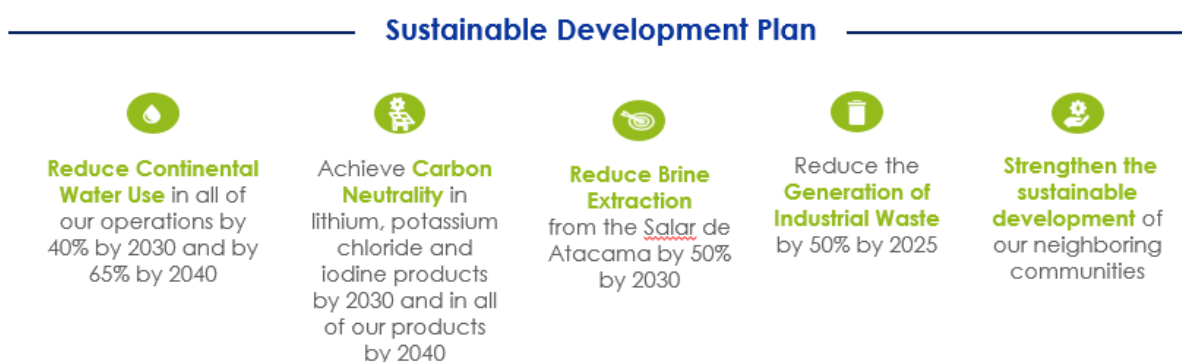 Sustainable Development Plan
Reduce Continental
Water Use in all of
our operations by
40% by 2030 and by
65% by 2040
Achieve Carbon
Neutrality in
lithium, potassium
chloride and
iodine products
by 2030 and in all
of our products
by 2040
Reduce Brine
Extraction
from the Salar de
Atacama by 50%
by 2030
Reduce the
Generation of
Industrial Waste
by 50% by 2025
Strengthen the
sustainable
development of
our neighboring
communities